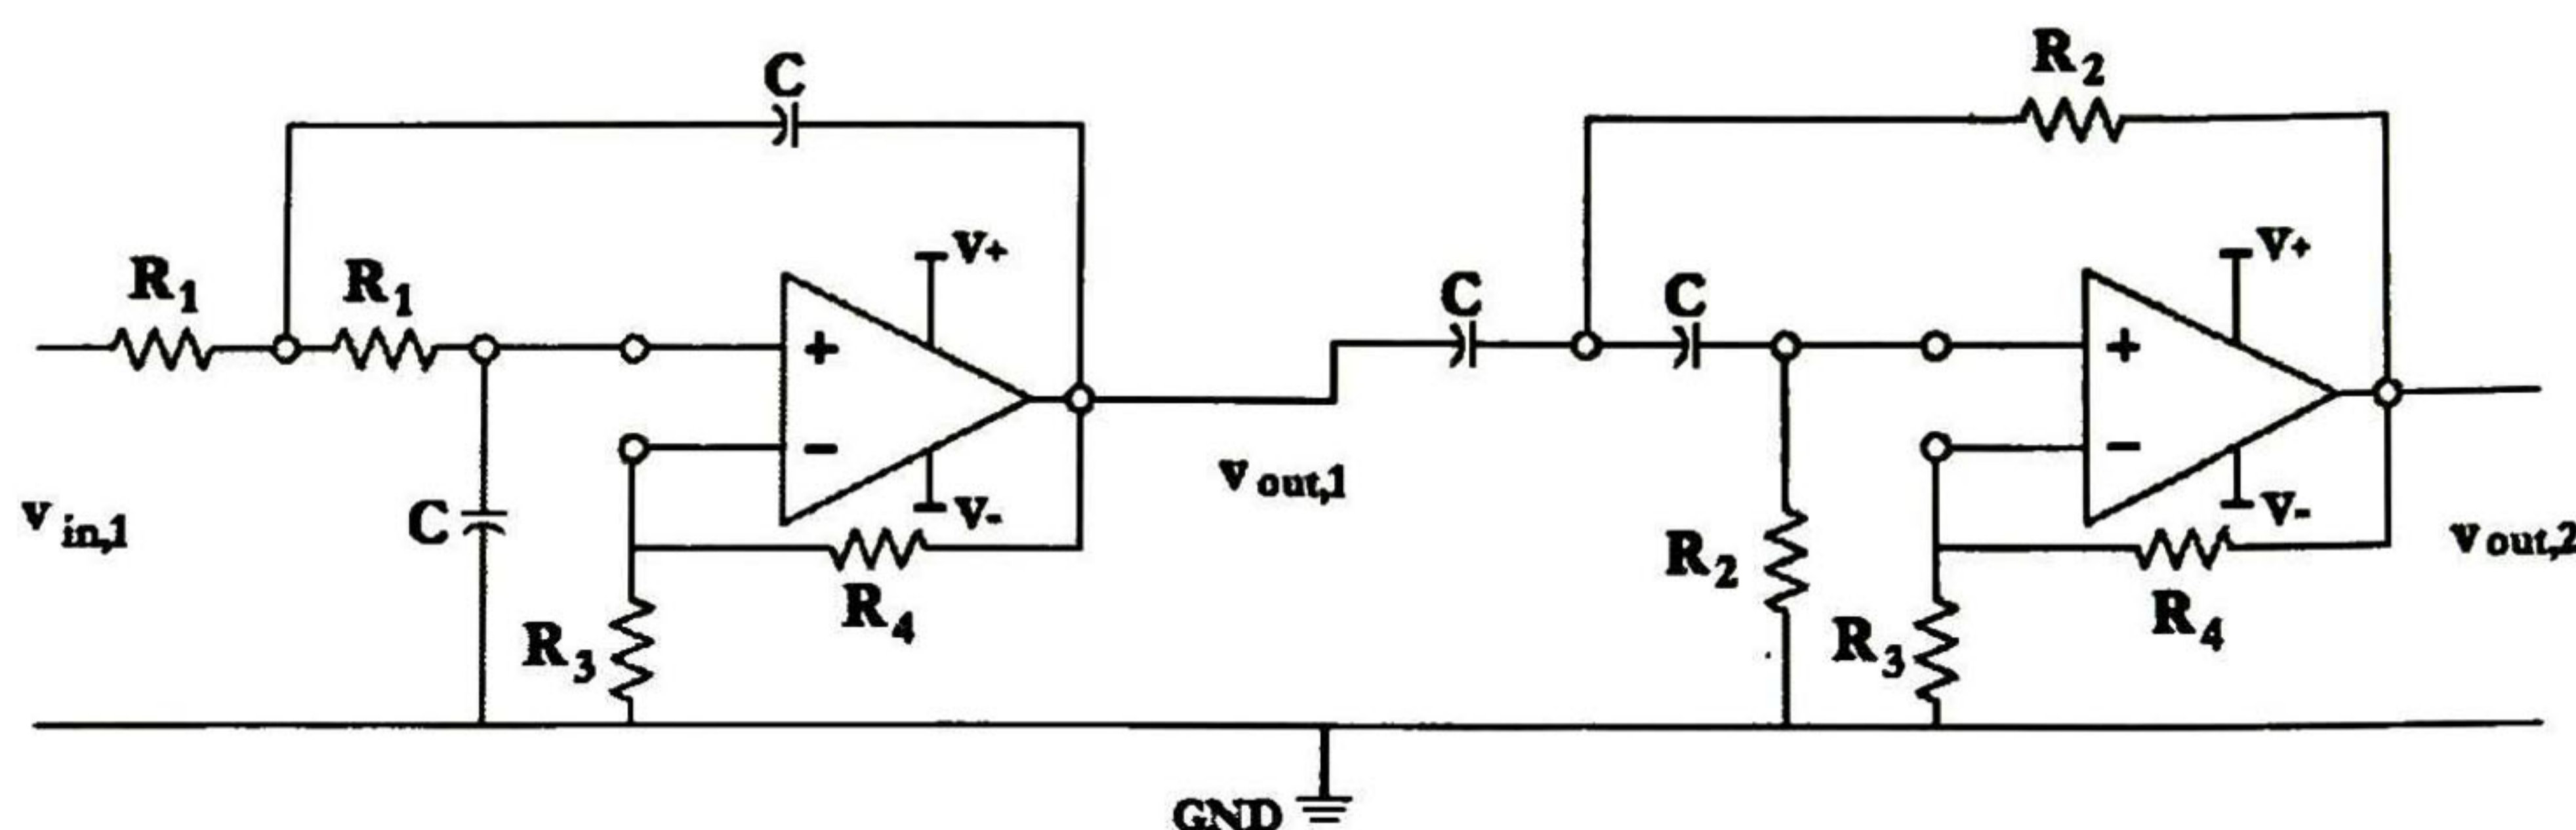 C
R2
V+
V+
R1
R1
C
C
+
+
−
−
V-
V-
vout,1
vin,1
C
R4
R3
R2
R3
R4
vout,2
GND